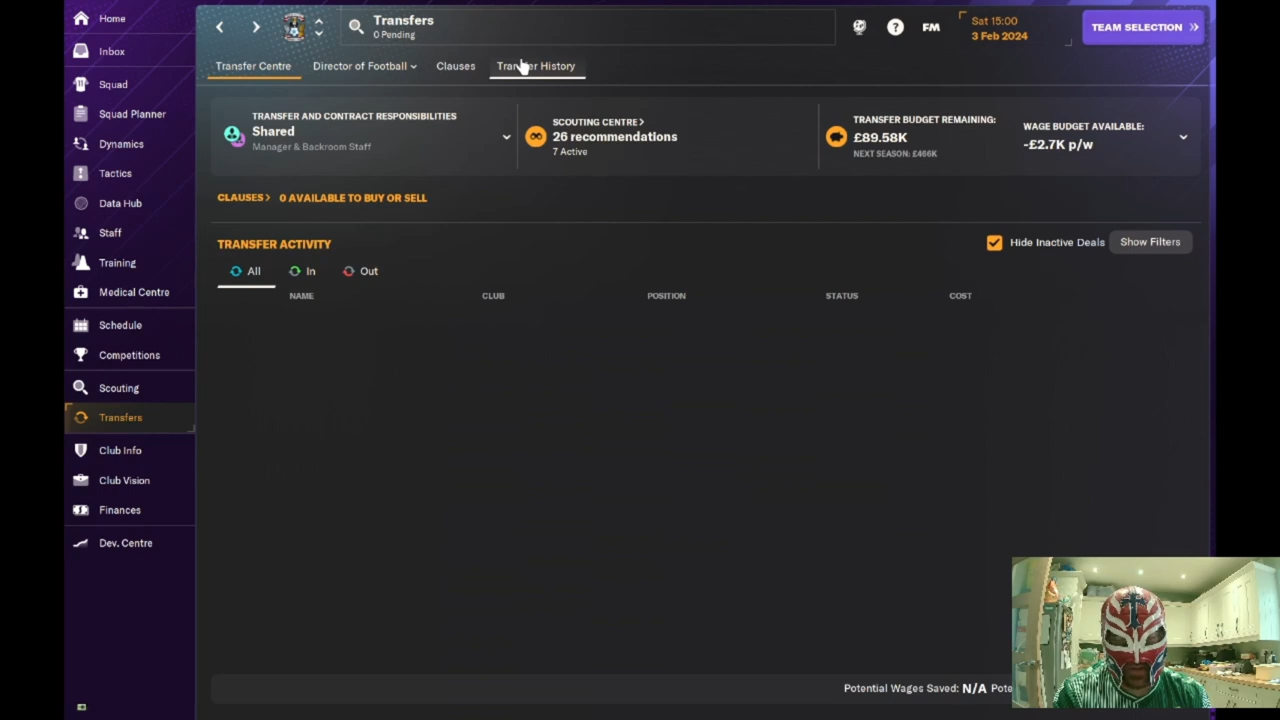 Home
Inbox
Squad
Squad Planner
Dynamics
Tactics
Data Hub
Staff
Training
Medical Centre
Schedule
Competitions
Scouting
Transfers
Club Info
Club Vision
Finances
Dev. Centre
Transfers
0 Pending
FM
Sat 15:00
3 Feb 2024
TEAM SELECTION
Transfer Centre
Director of Football
Clauses
Transfer History
TRANSFER AND CONTRACT RESPONSIBILITIES
Shared
Manager & Backroom Staff
SCOUTING CENTRE >
26 recommendations
7 Active
TRANSFER BUDGET REMAINING:
£89.58K
NEXT SEASON: £466K
WAGE BUDGET AVAILABLE:
-£2.7K p/w
CLAUSES > 0 AVAILABLE TO BUY OR SELL
TRANSFER ACTIVITY
Hide Inactive Deals
Show Filters
All In Out
NAME CLUB POSITION STATUS COST
Potential Wages Saved: N/A Pote